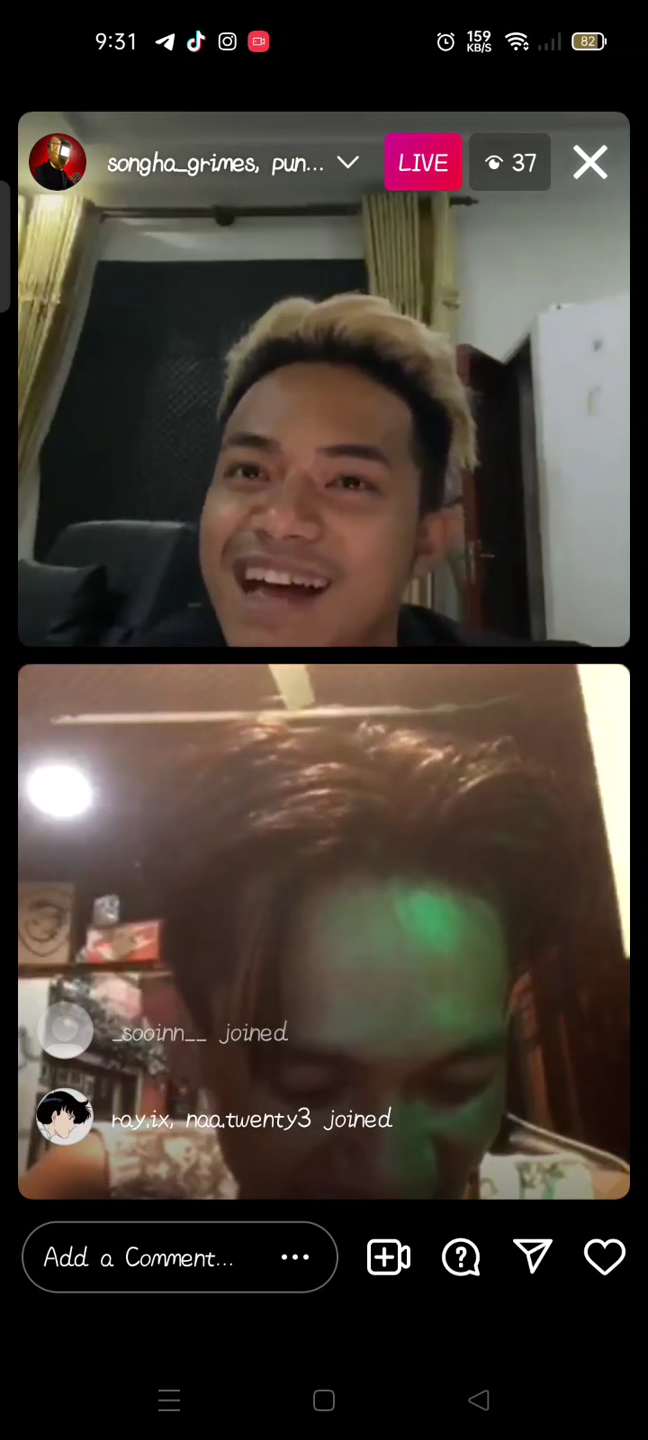 9:31 159 KB/S 82
songha_grimes, pun... LIVE 37
_sooinn__ joined
ray.ix, naa.twenty3 joined
Add a Comment...